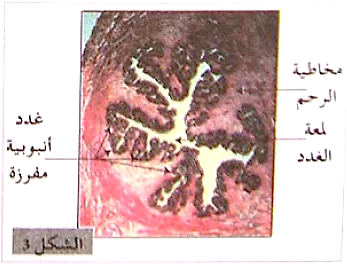 مخاطية
الرحم
لمعة
الغدد
غدد
أنبوبية
مفرزة
الشكل 3